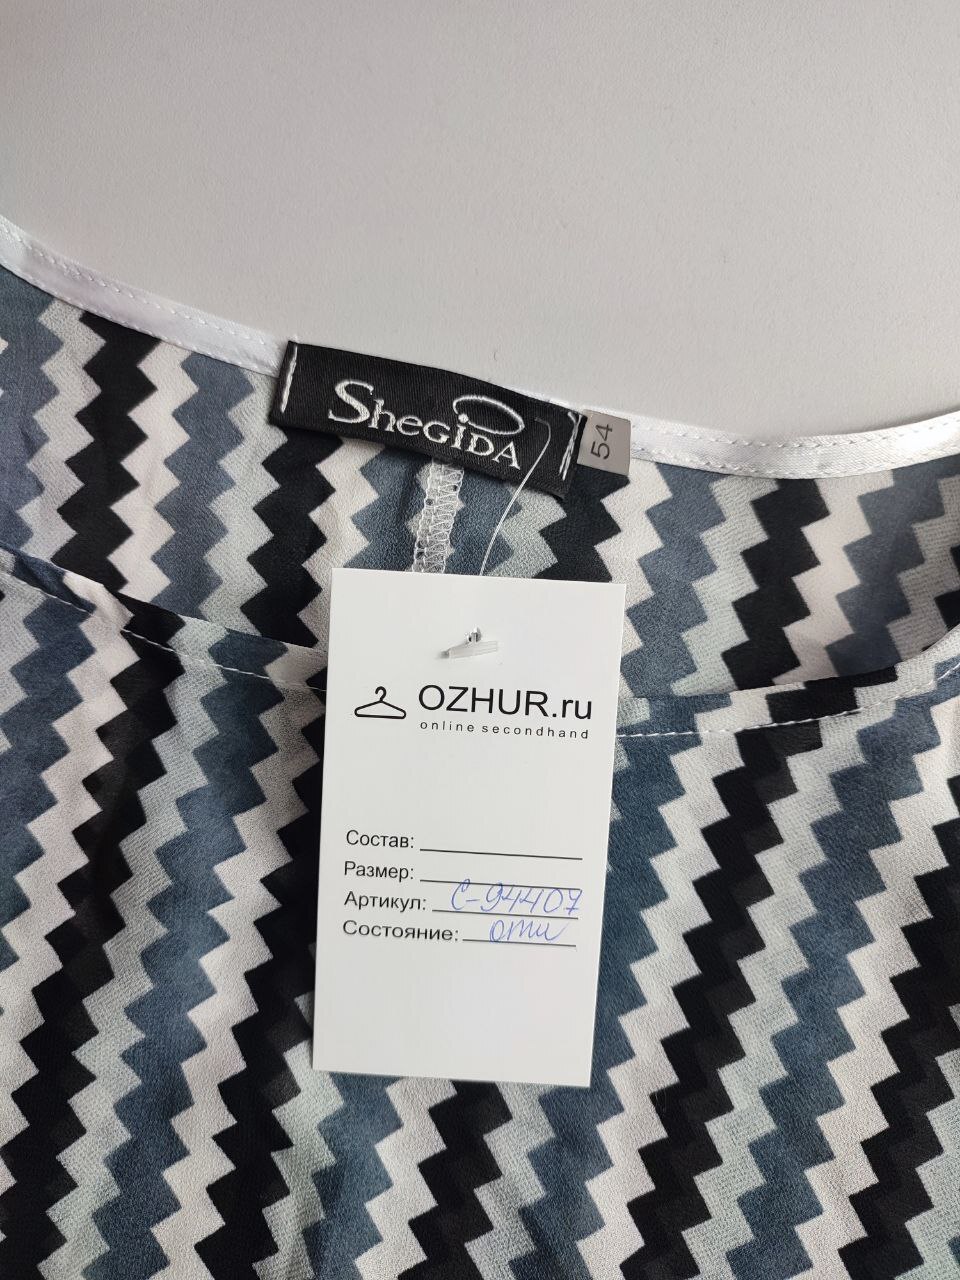 SHEGIDA
54
OZHUR.ru
online secondhand
Состав:
Размер:
Артикул: С-94407
Состояние: отл